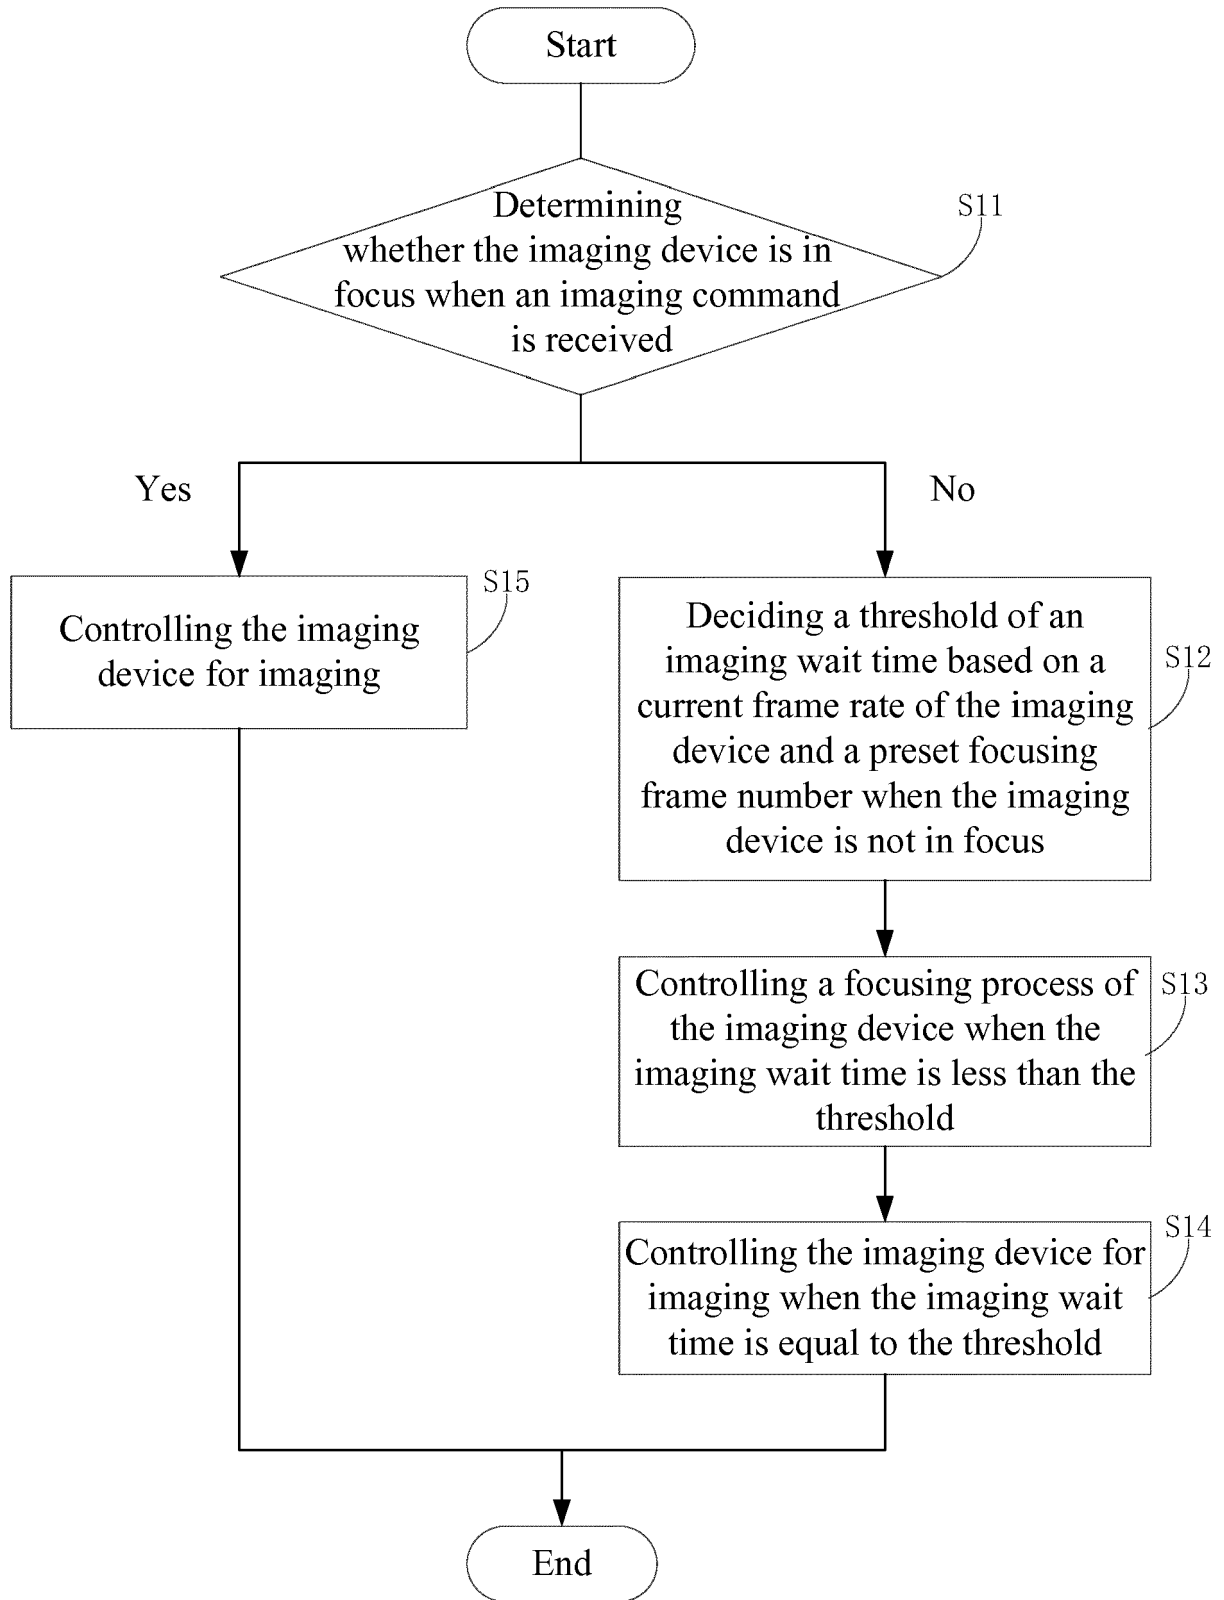 Start
Determining
whether the imaging device is in
focus when an imaging command
is received
S11
Yes
No
Controlling the imaging
device for imaging
S15
Deciding a threshold of an
imaging wait time based on a
current frame rate of the imaging
device and a preset focusing
frame number when the imaging
device is not in focus
S12
Controlling a focusing process of
the imaging device when the
imaging wait time is less than the
threshold
S13
Controlling the imaging device for
imaging when the imaging wait
time is equal to the threshold
S14
End